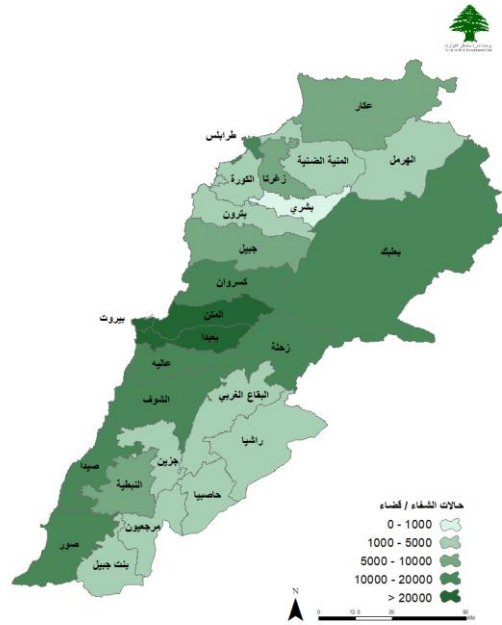 عكار
طرابلس
المنية الضنية
الهرمل
زغرتا
الكورة
بشري
بترون
بعلبك
جبيل
كسروان
المتن
بيروت
بعبدا
زحلة
عاليه
البقاع الغربي
الشوف
راشيا
جزين
صيدا
النبطية
حاصبيا
مرجعيون
صور
بنت جبيل
حالات الشفاء / قضاء
0 - 1000
1000 - 5000
5000 - 10000
10000 - 20000
> 20000
N
0 12.5 25 50
KM